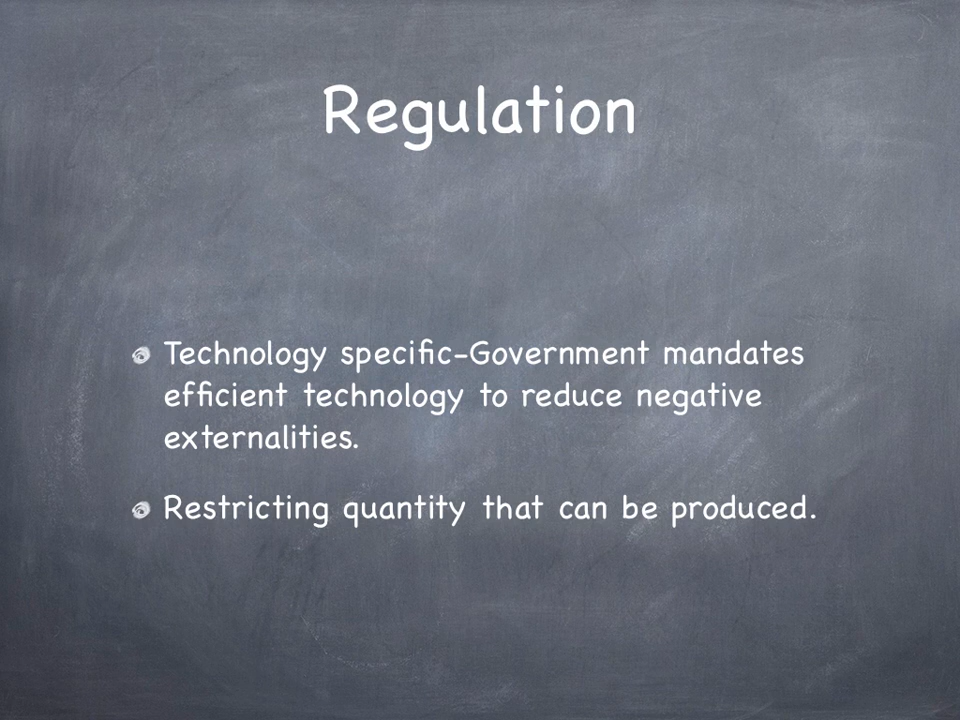 Regulation
Technology specific-Government mandates
efficient technology to reduce negative
externalities.
Restricting quantity that can be produced.